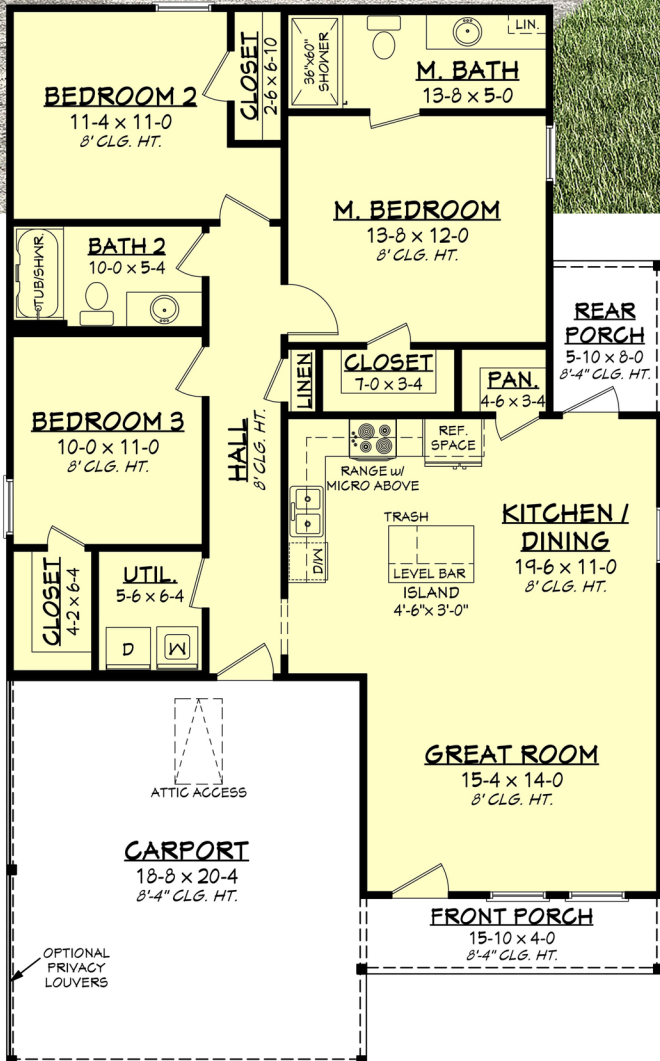 CLOSET
2-6 x 6-10
36"x60"
SHOWER
LIN.
M. BATH
13-8 x 5-0
BEDROOM 2
11-4 x 11-0
8' CLG. HT.
M. BEDROOM
13-8 x 12-0
8' CLG. HT.
TUB/SHWR.
BATH 2
10-0 x 5-4
REAR
PORCH
5-10 x 8-0
8'-4" CLG. HT.
LINEN
CLOSET
7-0 x 3-4
PAN.
4-6 x 3-4
BEDROOM 3
10-0 x 11-0
8' CLG. HT.
HALL
8' CLG. HT.
REF.
SPACE
RANGE w/
MICRO ABOVE
TRASH
KITCHEN /
DINING
19-6 x 11-0
8' CLG. HT.
D/W
LEVEL BAR
ISLAND
4'-6"x 3'-0"
CLOSET
4-2 x 6-4
UTIL.
5-6 x 6-4
D
W
GREAT ROOM
15-4 x 14-0
8' CLG. HT.
ATTIC ACCESS
CARPORT
18-8 x 20-4
8'-4" CLG. HT.
FRONT PORCH
15-10 x 4-0
8'-4" CLG. HT.
OPTIONAL
PRIVACY
LOUVERS